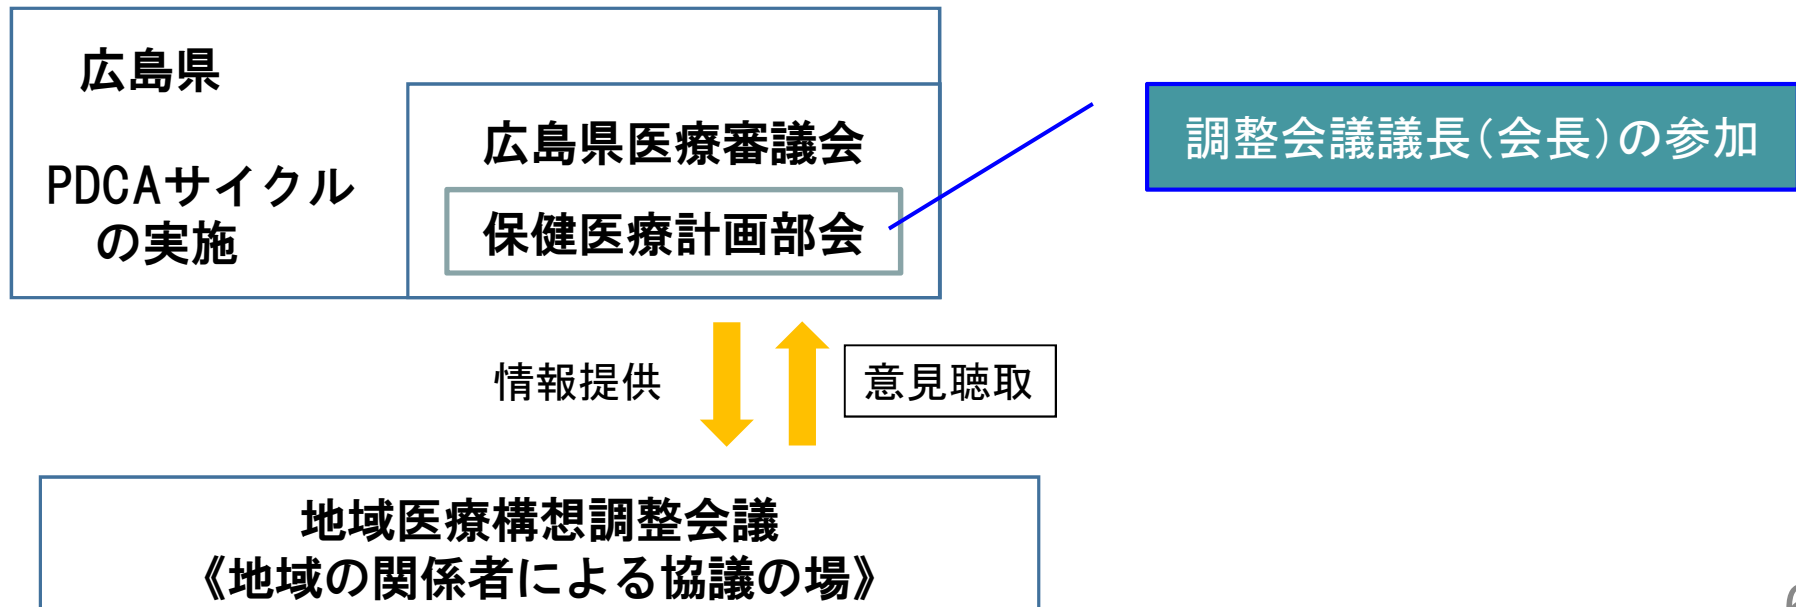 広島県
PDCAサイクル
の実施
広島県医療審議会
保健医療計画部会
調整会議議長(会長)の参加
情報提供
意見聴取
地域医療構想調整会議
《地域の関係者による協議の場》